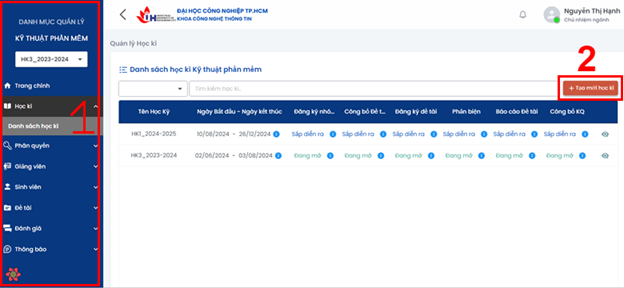 DANH MỤC QUẢN LÝ
KỸ THUẬT PHẦN MỀM
HK3_2023-2024
Trang chính
Học kì
Danh sách học kì
1
Phân quyền
Giảng viên
Sinh viên
Đề tài
Đánh giá
Thông báo
ĐẠI HỌC CÔNG NGHIỆP TP.HCM
KHOA CÔNG NGHỆ THÔNG TIN
Nguyễn Thị Hạnh
Chủ nhiệm ngành
Quản lý Học kì
2
Danh sách học kì Kỹ thuật phần mềm
Tìm kiếm học kì...
+ Tạo mới học kì
Tên Học Kỳ Ngày Bắt đầu - Ngày kết thúc Đăng ký nhó... Công bố Đề t... Đăng ký đề tài Phản biện Báo cáo Đề tài Công bố KQ
HK1_2024-2025 10/08/2024 - 26/12/2024 Sắp diễn ra Sắp diễn ra Sắp diễn ra Sắp diễn ra Sắp diễn ra Sắp diễn ra
HK3_2023-2024 02/06/2024 - 03/08/2024 Đang mở Đang mở Đang mở Đang mở Đang mở Đang mở